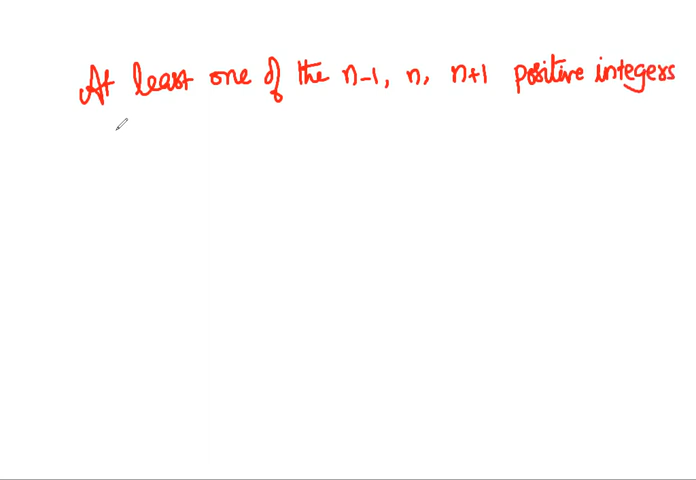 At least one of the n-1, n, n+1 positive integers